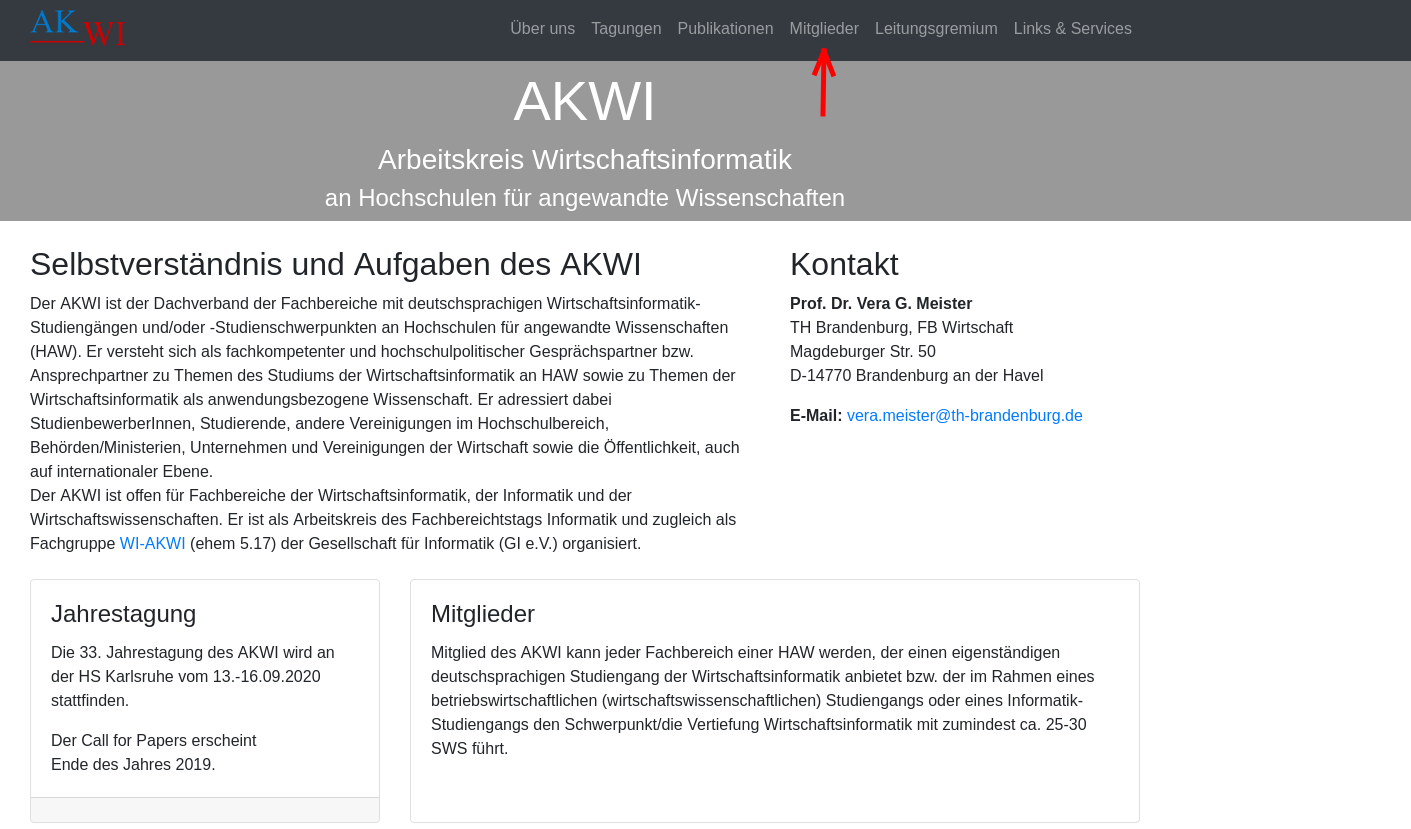 AKWI
Über uns Tagungen Publikationen Mitglieder Leitungsgremium Links & Services
AKWI
Arbeitskreis Wirtschaftsinformatik
an Hochschulen für angewandte Wissenschaften
Selbstverständnis und Aufgaben des AKWI
Der AKWI ist der Dachverband der Fachbereiche mit deutschsprachigen Wirtschaftsinformatik-
Studiengängen und/oder -Studienschwerpunkten an Hochschulen für angewandte Wissenschaften
(HAW). Er versteht sich als fachkompetenter und hochschulpolitischer Gesprächspartner bzw.
Ansprechpartner zu Themen des Studiums der Wirtschaftsinformatik an HAW sowie zu Themen der
Wirtschaftsinformatik als anwendungsbezogene Wissenschaft. Er adressiert dabei
StudienbewerberInnen, Studierende, andere Vereinigungen im Hochschulbereich,
Behörden/Ministerien, Unternehmen und Vereinigungen der Wirtschaft sowie die Öffentlichkeit, auch
auf internationaler Ebene.
Der AKWI ist offen für Fachbereiche der Wirtschaftsinformatik, der Informatik und der
Wirtschaftswissenschaften. Er ist als Arbeitskreis des Fachbereichtstags Informatik und zugleich als
Fachgruppe WI-AKWI (ehem 5.17) der Gesellschaft für Informatik (GI e.V.) organisiert.
Kontakt
Prof. Dr. Vera G. Meister
TH Brandenburg, FB Wirtschaft
Magdeburger Str. 50
D-14770 Brandenburg an der Havel
E-Mail: vera.meister@th-brandenburg.de
Jahrestagung
Die 33. Jahrestagung des AKWI wird an
der HS Karlsruhe vom 13.-16.09.2020
stattfinden.
Der Call for Papers erscheint
Ende des Jahres 2019.
Mitglieder
Mitglied des AKWI kann jeder Fachbereich einer HAW werden, der einen eigenständigen
deutschsprachigen Studiengang der Wirtschaftsinformatik anbietet bzw. der im Rahmen eines
betriebswirtschaftlichen (wirtschaftswissenschaftlichen) Studiengangs oder eines Informatik-
Studiengangs den Schwerpunkt/die Vertiefung Wirtschaftsinformatik mit zumindest ca. 25-30
SWS führt.